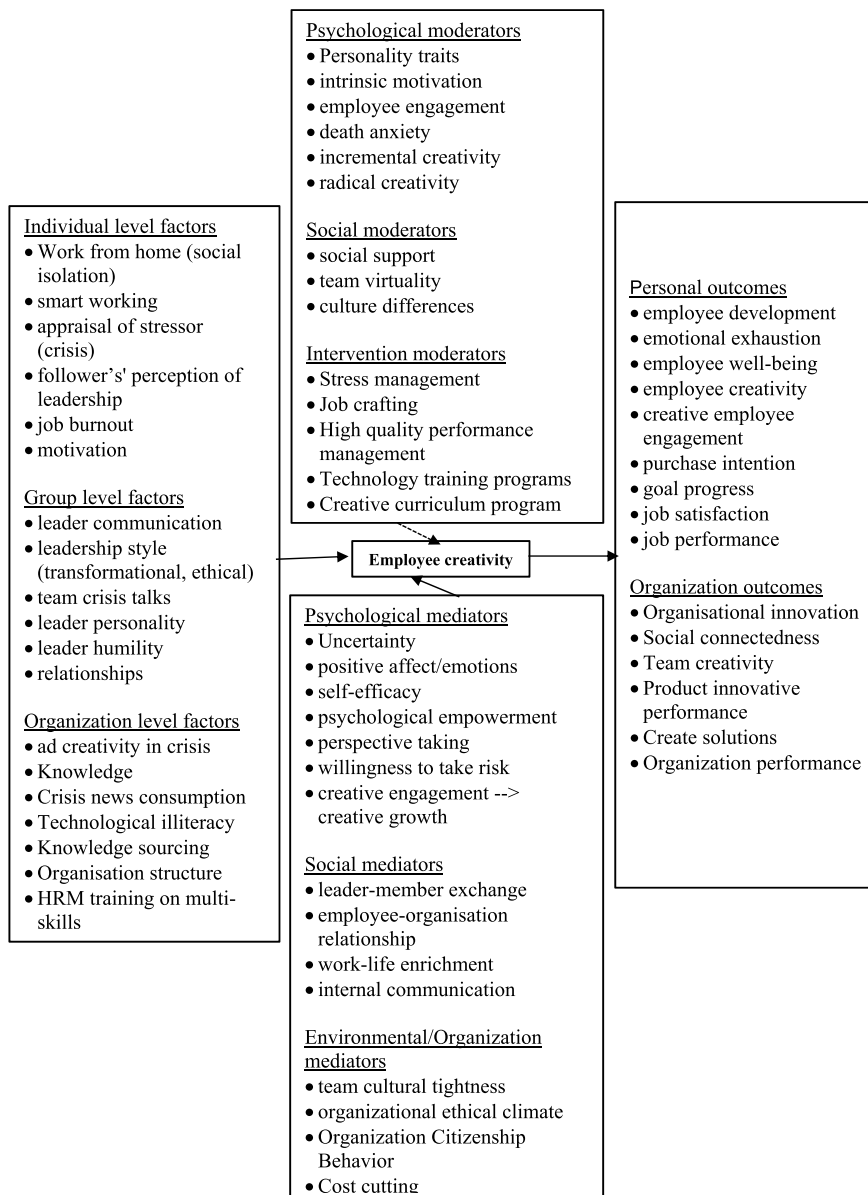 Psychological moderators
• Personality traits
• intrinsic motivation
• employee engagement
• death anxiety
• incremental creativity
• radical creativity
Social moderators
• social support
• team virtuality
• culture differences
Intervention moderators
• Stress management
• Job crafting
• High quality performance
management
• Technology training programs
• Creative curriculum program
Individual level factors
• Work from home (social
isolation)
• smart working
• appraisal of stressor
(crisis)
• follower’s' perception of
leadership
• job burnout
• motivation
Group level factors
• leader communication
• leadership style
(transformational, ethical)
• team crisis talks
• leader personality
• leader humility
• relationships
Organization level factors
• ad creativity in crisis
• Knowledge
• Crisis news consumption
• Technological illiteracy
• Knowledge sourcing
• Organisation structure
• HRM training on multi-
skills
Employee creativity
Psychological mediators
• Uncertainty
• positive affect/emotions
• self-efficacy
• psychological empowerment
• perspective taking
• willingness to take risk
• creative engagement -->
creative growth
Social mediators
• leader-member exchange
• employee-organisation
relationship
• work-life enrichment
• internal communication
Environmental/Organization
mediators
• team cultural tightness
• organizational ethical climate
• Organization Citizenship
Behavior
• Cost cutting
Personal outcomes
• employee development
• emotional exhaustion
• employee well-being
• employee creativity
• creative employee
engagement
• purchase intention
• goal progress
• job satisfaction
• job performance
Organization outcomes
• Organisational innovation
• Social connectedness
• Team creativity
• Product innovative
performance
• Create solutions
• Organization performance